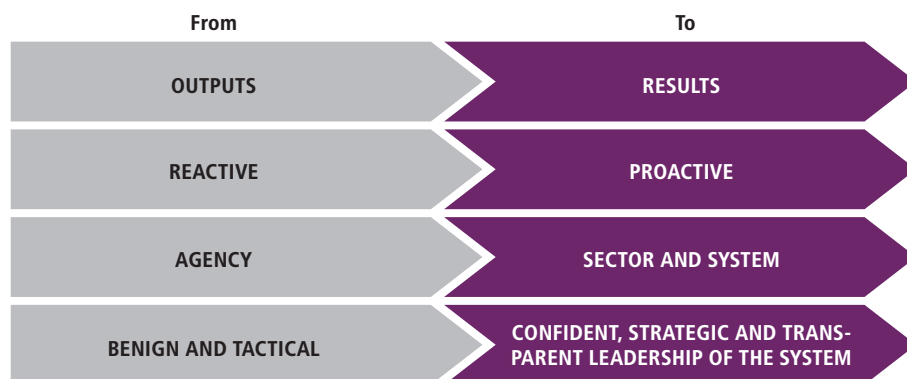 From
To
OUTPUTS
RESULTS
REACTIVE
PROACTIVE
AGENCY
SECTOR AND SYSTEM
BENIGN AND TACTICAL
CONFIDENT, STRATEGIC AND TRANS-
PARENT LEADERSHIP OF THE SYSTEM